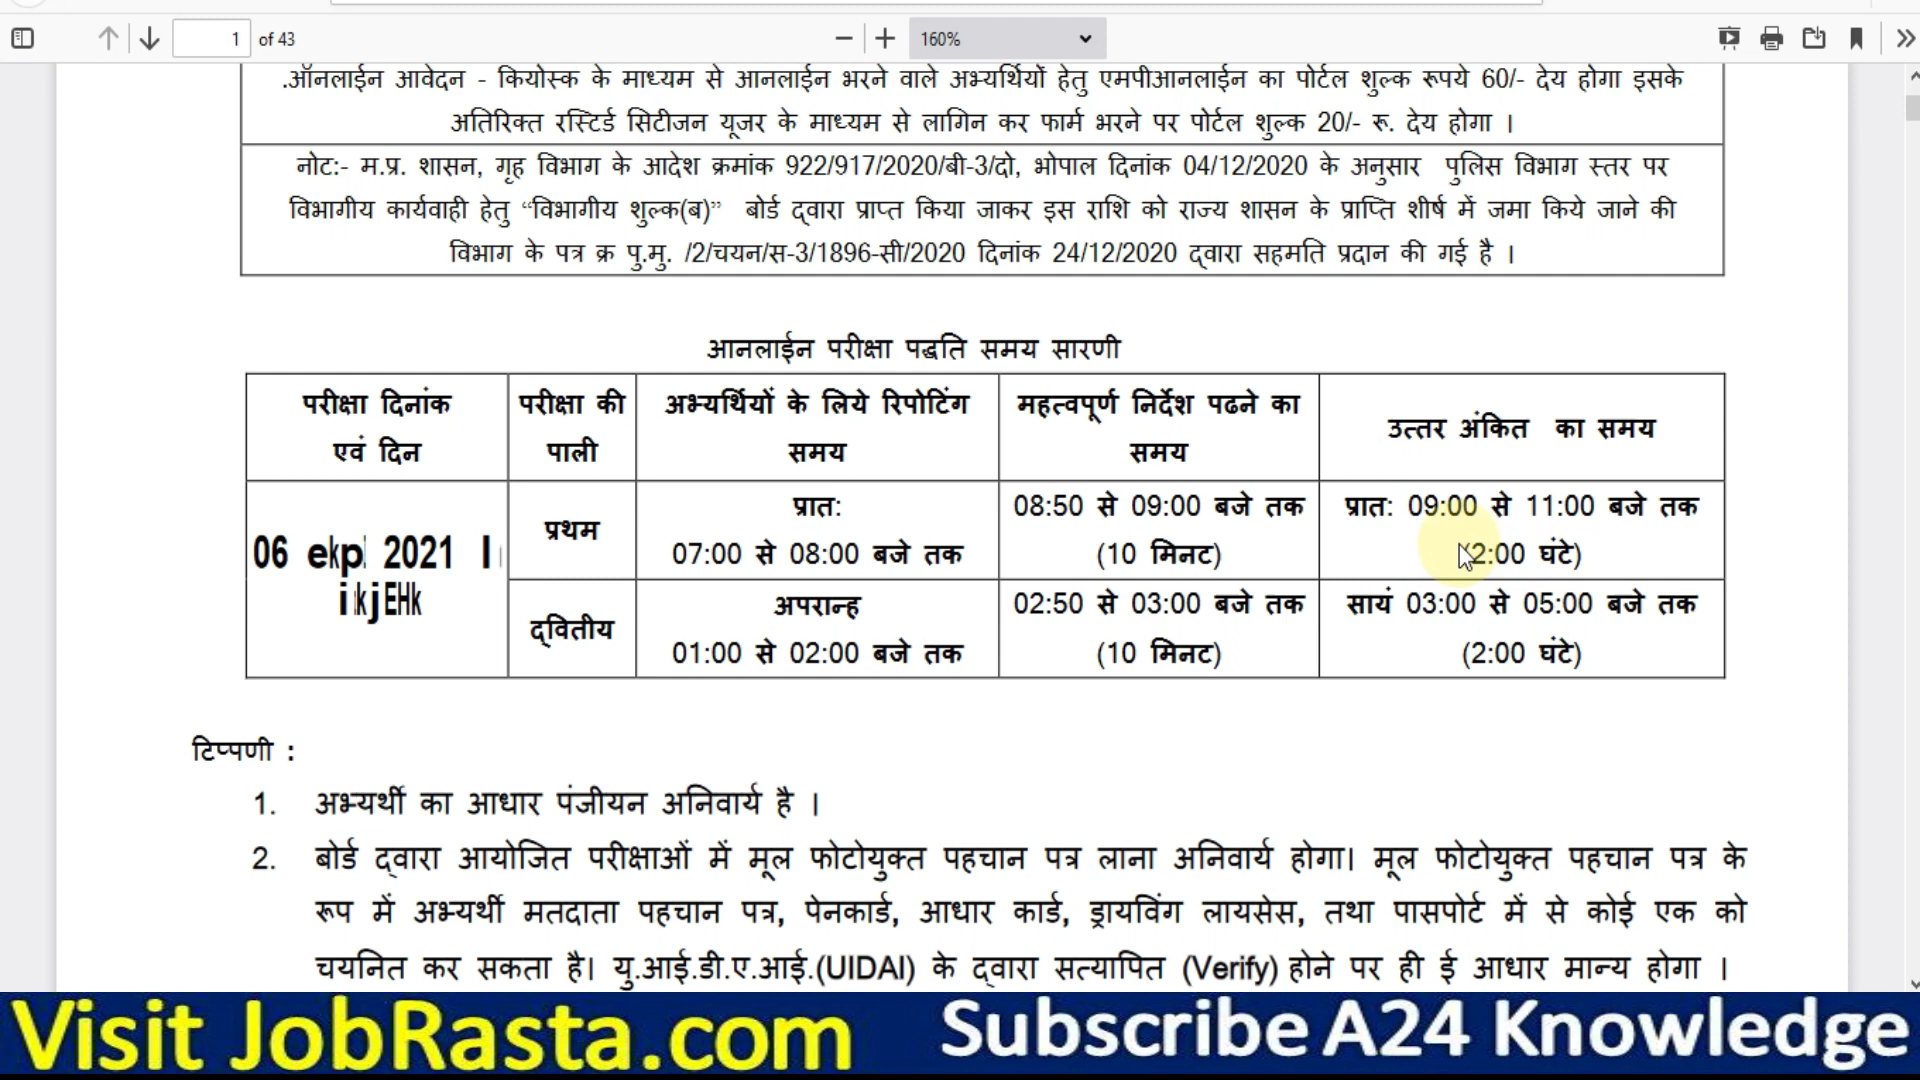 1 of 43 160%
.ऑनलाईन आवेदन - कियोस्क के माध्यम से आनलाईन भरने वाले अभ्यर्थियों हेतु एमपीआनलाईन का पोर्टल शुल्क रूपये 60/- देय होगा इसके
अतिरिक्त रस्टिर्ड सिटीजन यूजर के माध्यम से लागिन कर फार्म भरने पर पोर्टल शुल्क 20/- रू. देय होगा ।
नोट:- म.प्र. शासन, गृह विभाग के आदेश क्रमांक 922/917/2020/बी-3/दो, भोपाल दिनांक 04/12/2020 के अनुसार पुलिस विभाग स्तर पर
विभागीय कार्यवाही हेतु “विभागीय शुल्क(ब)” बोर्ड द्वारा प्राप्त किया जाकर इस राशि को राज्य शासन के प्राप्ति शीर्ष में जमा किये जाने की
विभाग के पत्र क्र पु.मु. /2/चयन/स-3/1896-सी/2020 दिनांक 24/12/2020 द्वारा सहमति प्रदान की गई है ।
आनलाईन परीक्षा पद्धति समय सारणी
परीक्षा दिनांक
एवं दिन
परीक्षा की
पाली
अभ्यर्थियों के लिये रिपोटिंग
समय
महत्वपूर्ण निर्देश पढने का
समय
उत्तर अंकित का समय
06 ekpZ 2021 l
ikjEHk
प्रथम
प्रात:
07:00 से 08:00 बजे तक
08:50 से 09:00 बजे तक
(10 मिनट)
प्रात: 09:00 से 11:00 बजे तक
(2:00 घंटे)
द्वितीय
अपरान्ह
01:00 से 02:00 बजे तक
02:50 से 03:00 बजे तक
(10 मिनट)
सायं 03:00 से 05:00 बजे तक
(2:00 घंटे)
टिप्पणी :
1. अभ्यर्थी का आधार पंजीयन अनिवार्य है ।
2. बोर्ड द्वारा आयोजित परीक्षाओं में मूल फोटोयुक्त पहचान पत्र लाना अनिवार्य होगा। मूल फोटोयुक्त पहचान पत्र के
रूप में अभ्यर्थी मतदाता पहचान पत्र, पेनकार्ड, आधार कार्ड, ड्रायविंग लायसेस, तथा पासपोर्ट में से कोई एक को
चयनित कर सकता है। यु.आई.डी.ए.आई.(UIDAI) के द्वारा सत्यापित (Verify) होने पर ही ई आधार मान्य होगा ।
Visit JobRasta.com Subscribe A24 Knowledge